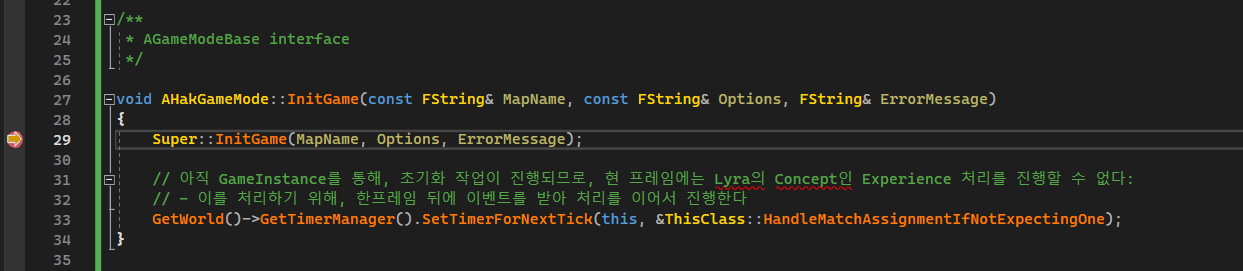 22
23 /**
24  * AGameModeBase interface
25  */
26
27 void AHakGameMode::InitGame(const FString& MapName, const FString& Options, FString& ErrorMessage)
28 {
29     Super::InitGame(MapName, Options, ErrorMessage);
30
31     // 아직 GameInstance를 통해, 초기화 작업이 진행되므로, 현 프레임에는 Lyra의 Concept인 Experience 처리를 진행할 수 없다:
32     // - 이를 처리하기 위해, 한프레임 뒤에 이벤트를 받아 처리를 이어서 진행한다
33     GetWorld()->GetTimerManager().SetTimerForNextTick(this, &ThisClass::HandleMatchAssignmentIfNotExpectingOne);
34 }
35